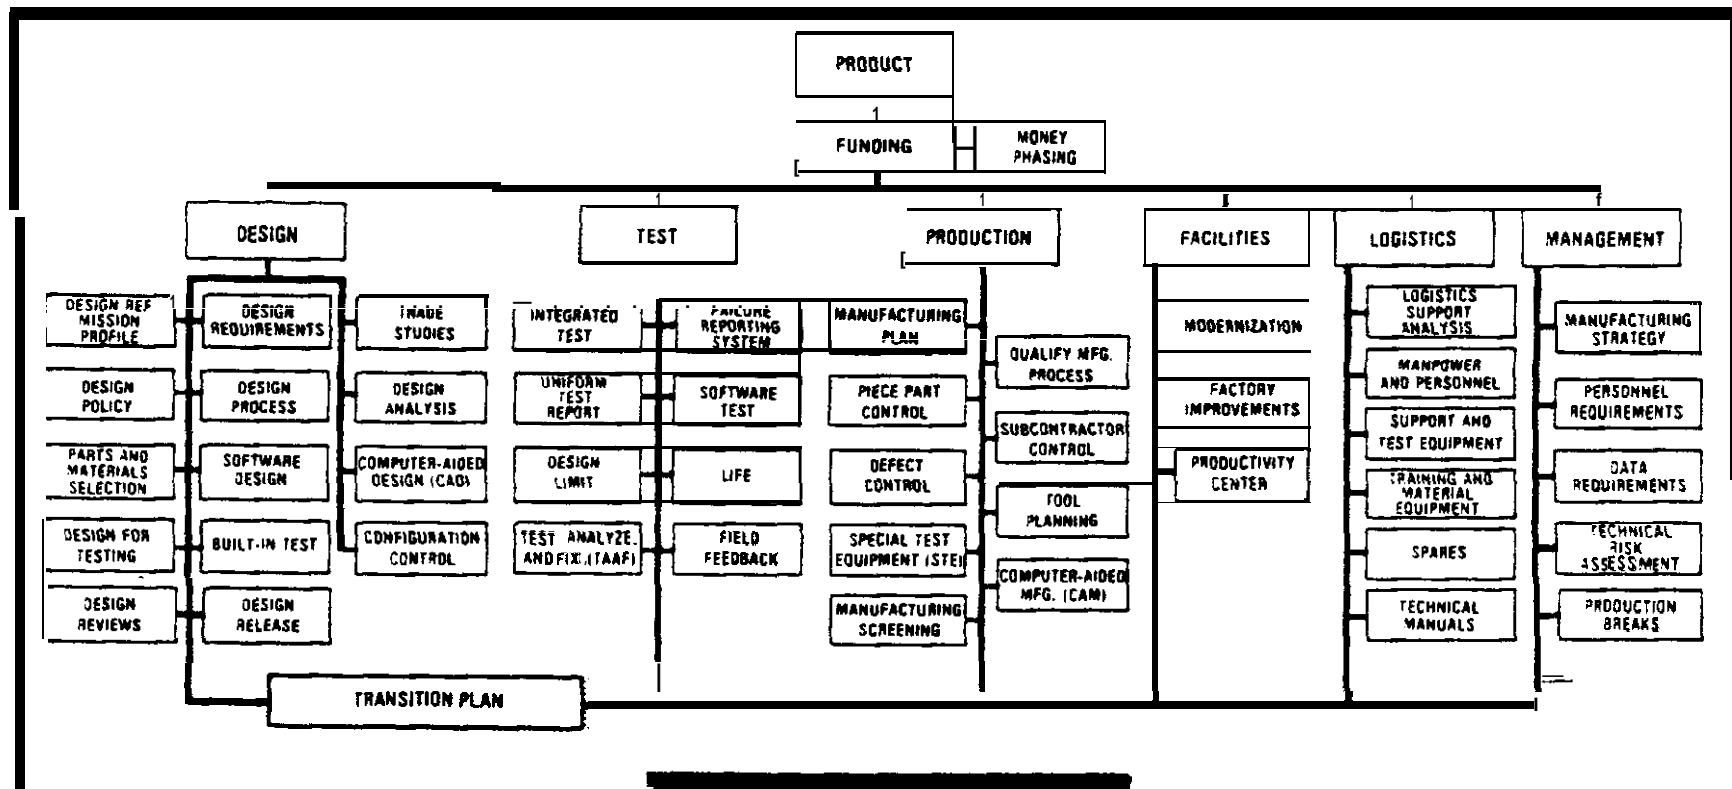 PRODUCT
FUNDING
MONEY
PHASING
DESIGN
TEST
PRODUCTION
FACILITIES
LOGISTICS
MANAGEMENT
DESIGN REF
MISSION
PROFILE
DESIGN
REQUIREMENTS
TRADE
STUDIES
DESIGN
POLICY
DESIGN
PROCESS
DESIGN
ANALYSIS
PARTS AND
MATERIALS
SELECTION
SOFTWARE
DESIGN
COMPUTER-AIDED
DESIGN (CAD)
DESIGN FOR
TESTING
BUILT-IN TEST
CONFIGURATION
CONTROL
DESIGN
REVIEWS
DESIGN
RELEASE
INTEGRATED
TEST
FAILURE
REPORTING
SYSTEM
UNIFORM
TEST
REPORT
SOFTWARE
TEST
DESIGN
LIMIT
LIFE
TEST ANALYZE,
AND FIX,(TAAF)
FIELD
FEEDBACK
MANUFACTURING
PLAN
QUALIFY MFG.
PROCESS
PIECE PART
CONTROL
SUBCONTRACTOR
CONTROL
DEFECT
CONTROL
TOOL
PLANNING
SPECIAL TEST
EQUIPMENT (STE)
COMPUTER-AIDED
MFG. (CAM)
MANUFACTURING
SCREENING
MODERNIZATION
FACTORY
IMPROVEMENTS
PRODUCTIVITY
CENTER
LOGISTICS
SUPPORT
ANALYSIS
MANPOWER
AND PERSONNEL
SUPPORT AND
TEST EQUIPMENT
TRAINING AND
MATERIAL
EQUIPMENT
SPARES
TECHNICAL
MANUALS
MANUFACTURING
STRATEGY
PERSONNEL
REQUIREMENTS
DATA
REQUIREMENTS
TECHNICAL
RISK
ASSESSMENT
PRODUCTION
BREAKS
TRANSITION PLAN